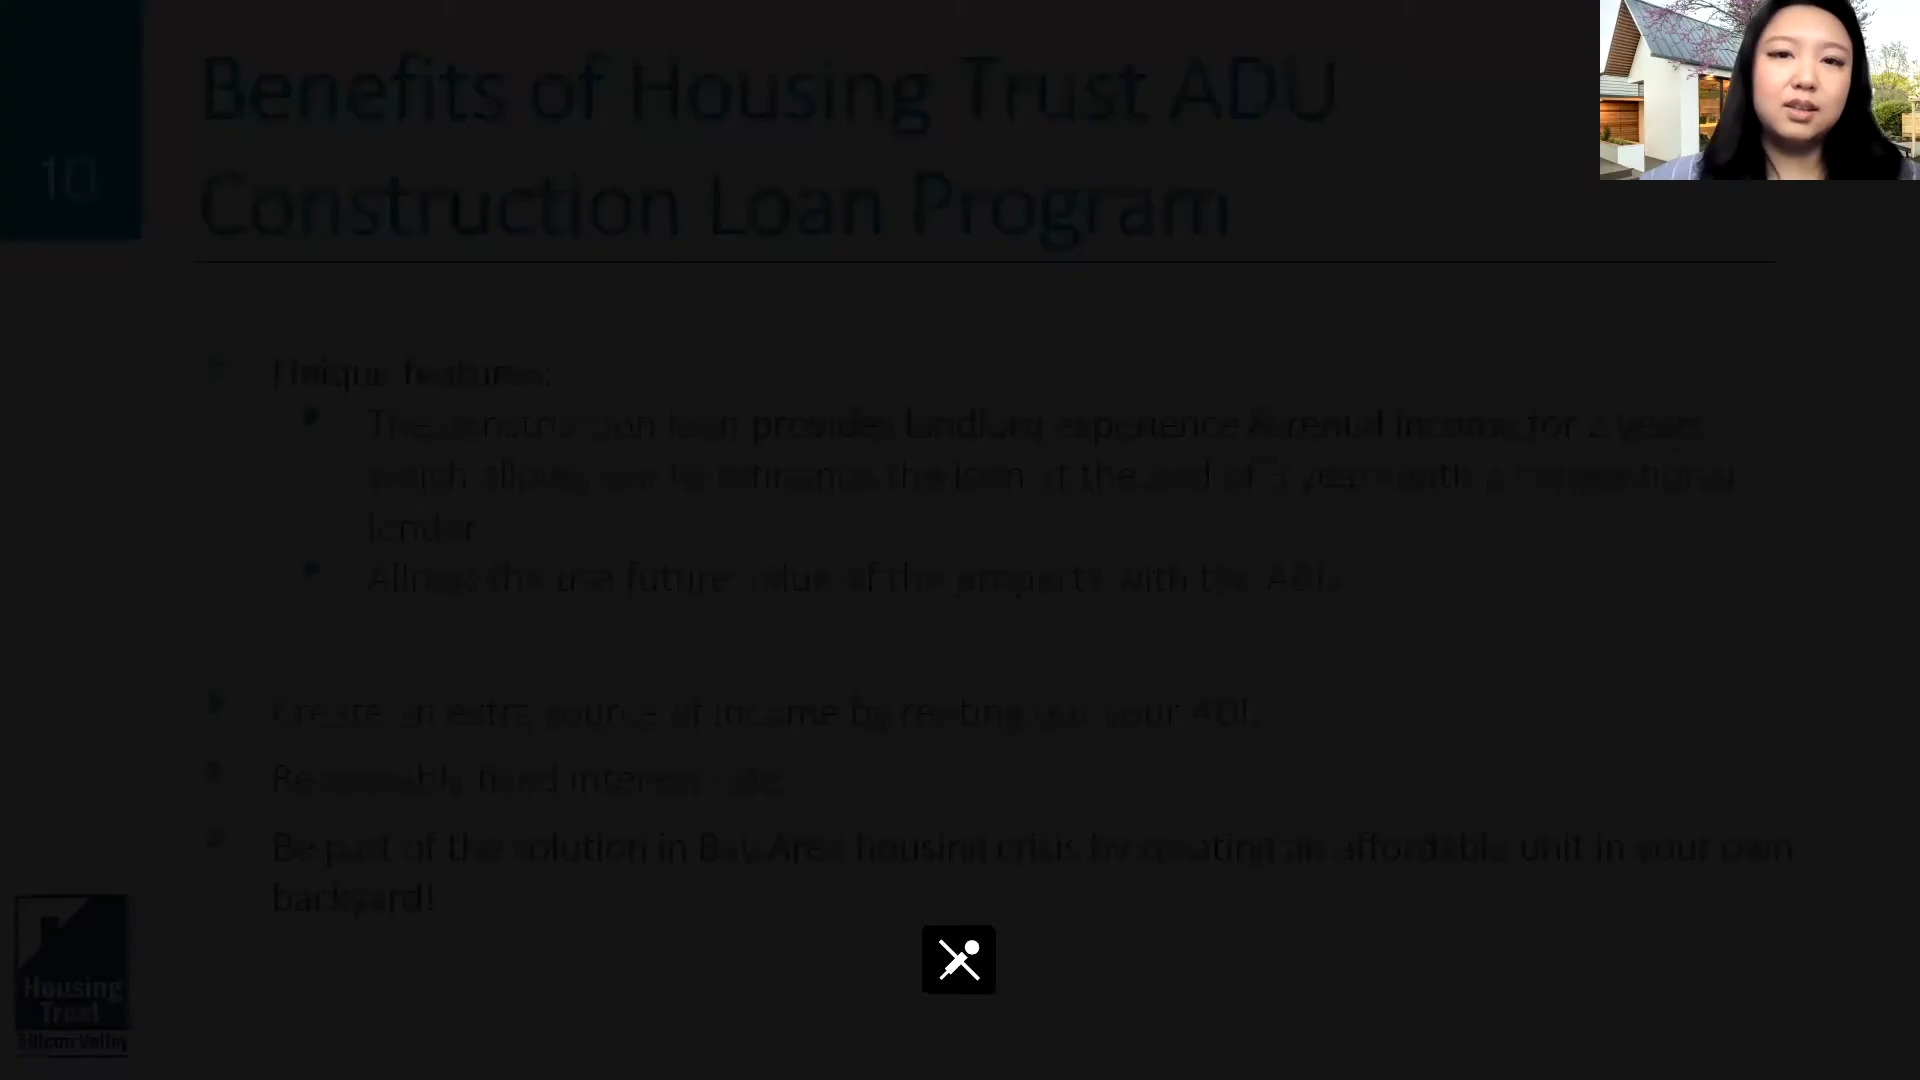 Benefits of Housing Trust ADU
10
Construction Loan Program
Unique features:
The construction loan provides landlord experience & rental income for 2 years
which allows you to refinance the loan at the end of 3 years with a conventional
lender
Allows the use future value of the property with the ADU
Create an extra source of income by renting out your ADU
Reasonably fixed interest rate
Be part of the solution in Bay Area housing crisis by creating an affordable unit in your own
backyard!
Housing
Trust
Silicon Valley